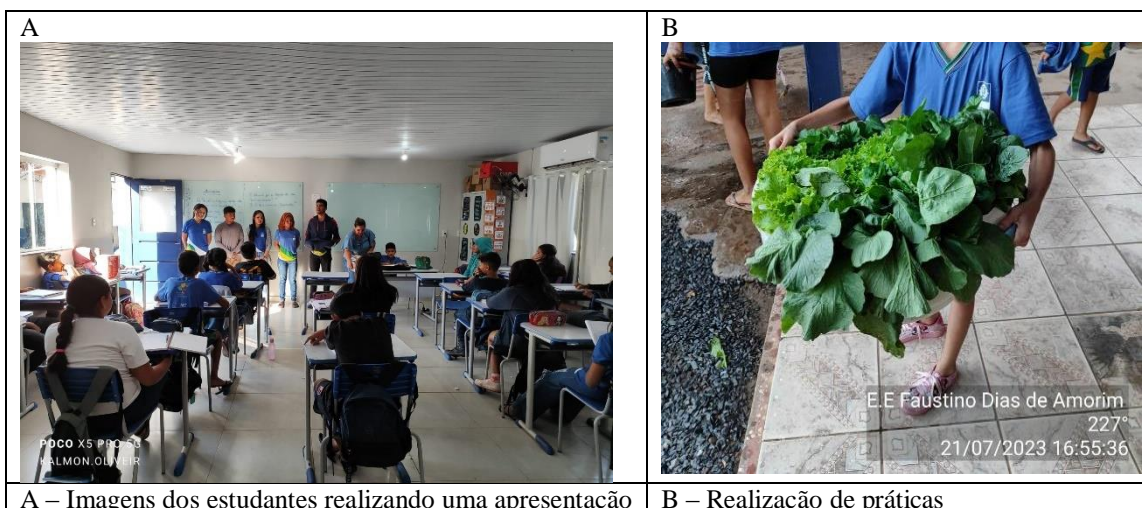 A
B
POCO X5 PRO 5G
KALMON.OLIVEIR
E.E Faustino Dias de Amorim
227°
21/07/2023 16:55:36
A – Imagens dos estudantes realizando uma apresentação
B – Realização de práticas